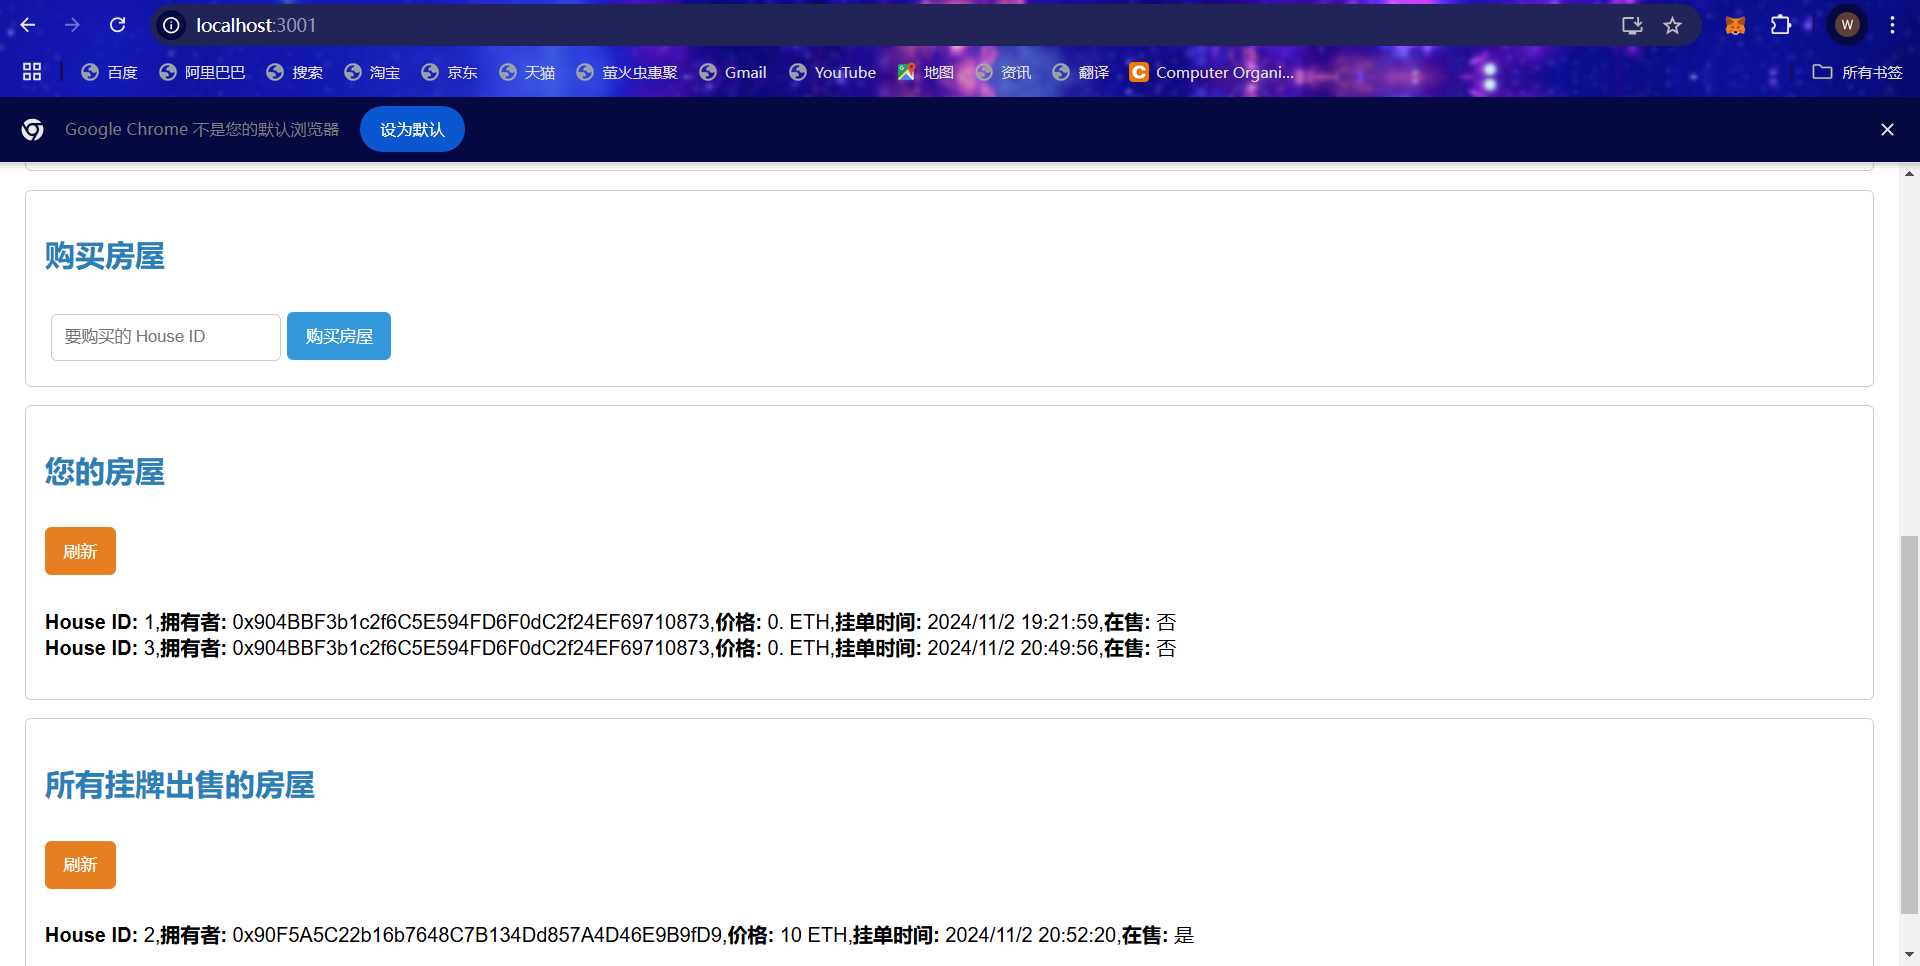 localhost:3001
W
百度 阿里巴巴 搜索 淘宝 京东 天猫 萤火虫惠聚 Gmail YouTube 地图 资讯 翻译 C Computer Organi... 所有书签
Google Chrome 不是您的默认浏览器 设为默认
购买房屋
要购买的 House ID 购买房屋
您的房屋
刷新
House ID: 1,拥有者: 0x904BBF3b1c2f6C5E594FD6F0dC2f24EF69710873,价格: 0. ETH,挂单时间: 2024/11/2 19:21:59,在售: 否
House ID: 3,拥有者: 0x904BBF3b1c2f6C5E594FD6F0dC2f24EF69710873,价格: 0. ETH,挂单时间: 2024/11/2 20:49:56,在售: 否
所有挂牌出售的房屋
刷新
House ID: 2,拥有者: 0x90F5A5C22b16b7648C7B134Dd857A4D46E9B9fD9,价格: 10 ETH,挂单时间: 2024/11/2 20:52:20,在售: 是